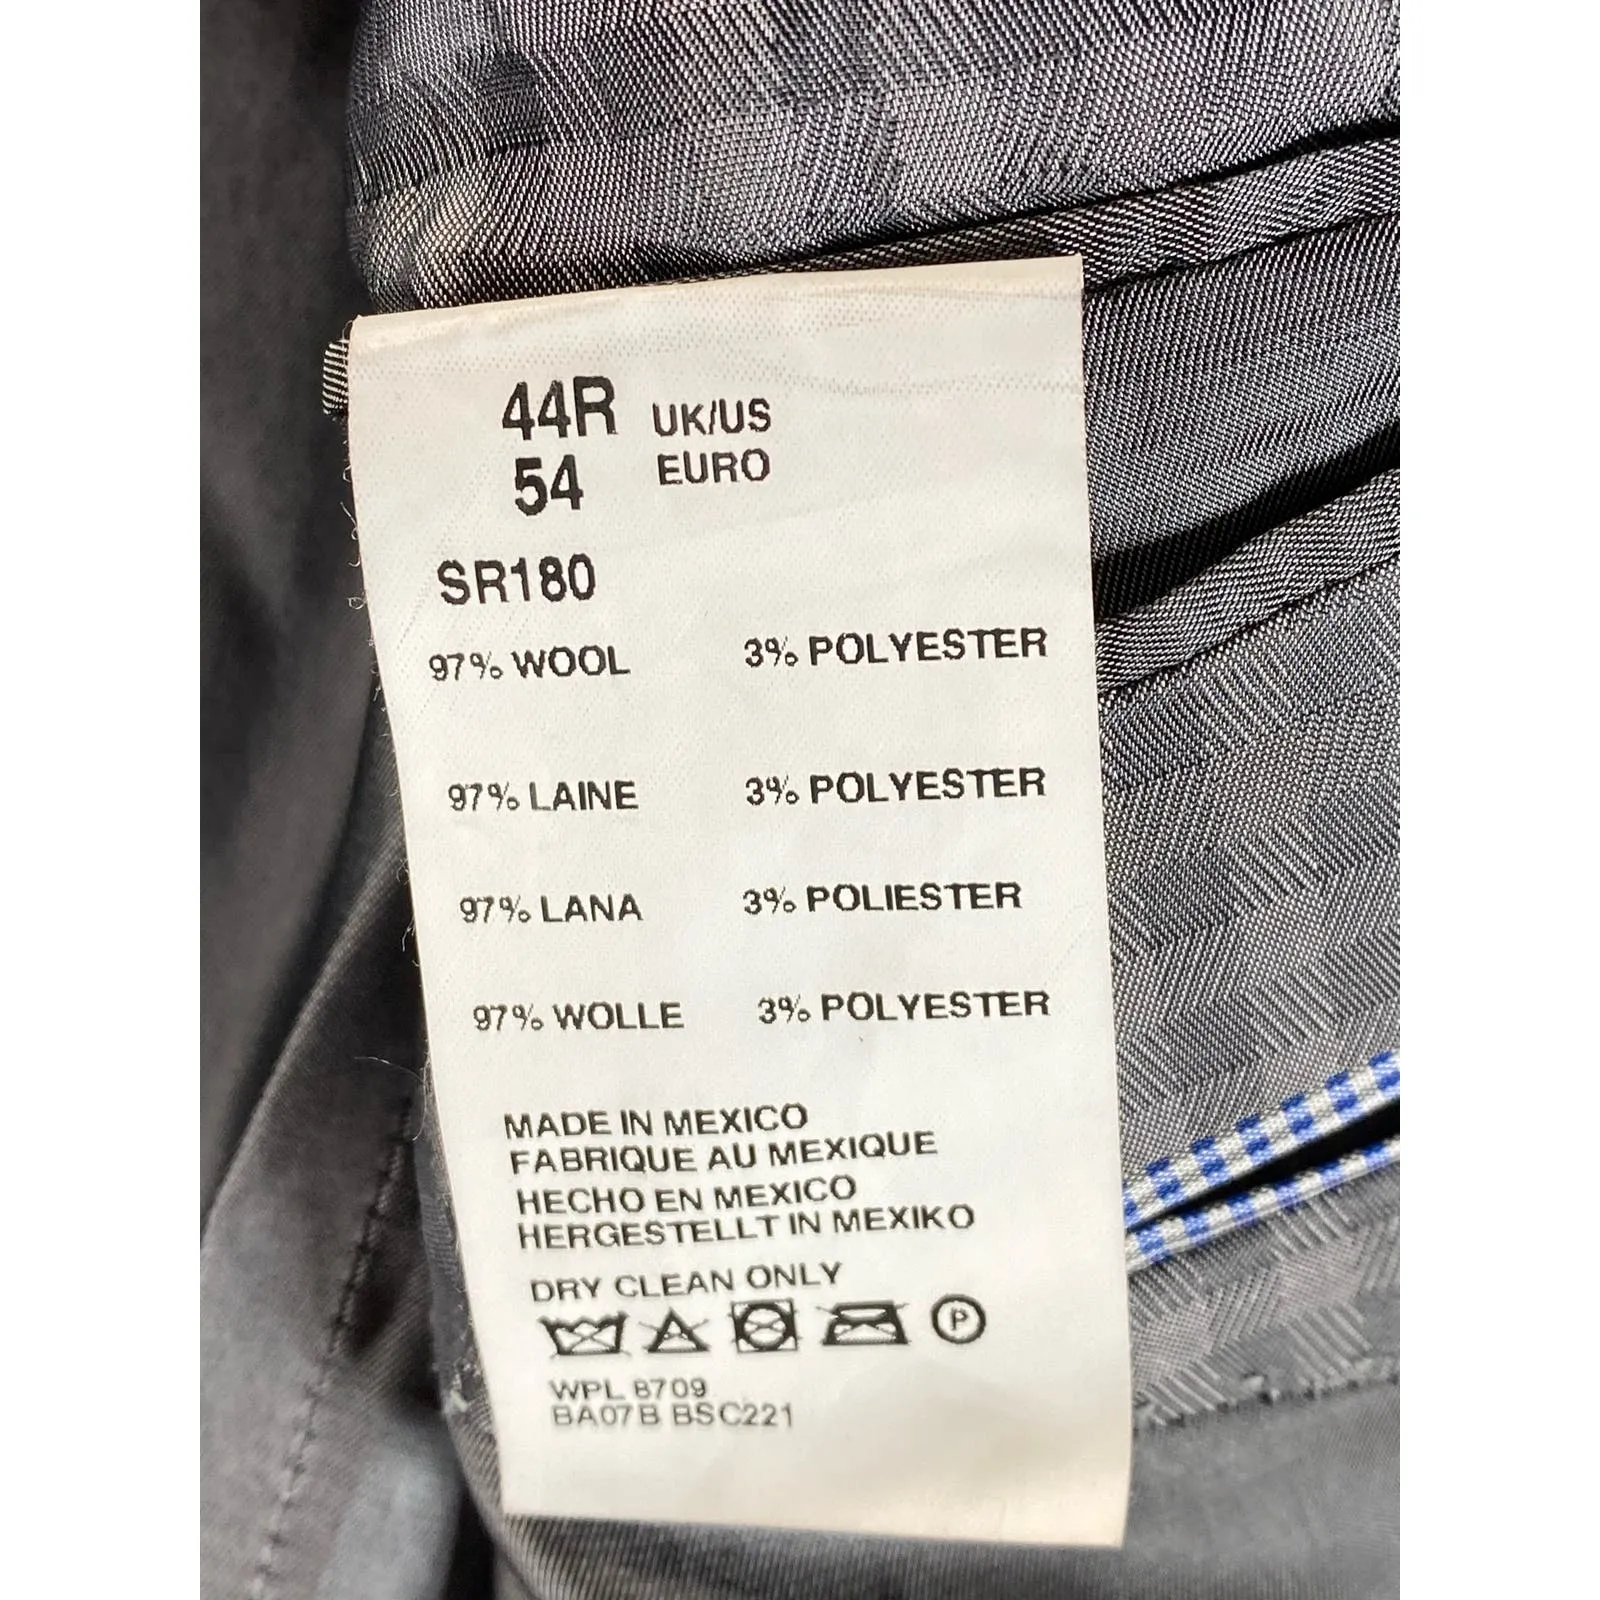 44R UK/US
54 EURO
SR180
97% WOOL 3% POLYESTER
97% LAINE 3% POLYESTER
97% LANA 3% POLIESTER
97% WOLLE 3% POLYESTER
MADE IN MEXICO
FABRIQUE AU MEXIQUE
HECHO EN MEXICO
HERGESTELLT IN MEXIKO
DRY CLEAN ONLY
P
WPL 8709
BA07B BSC221